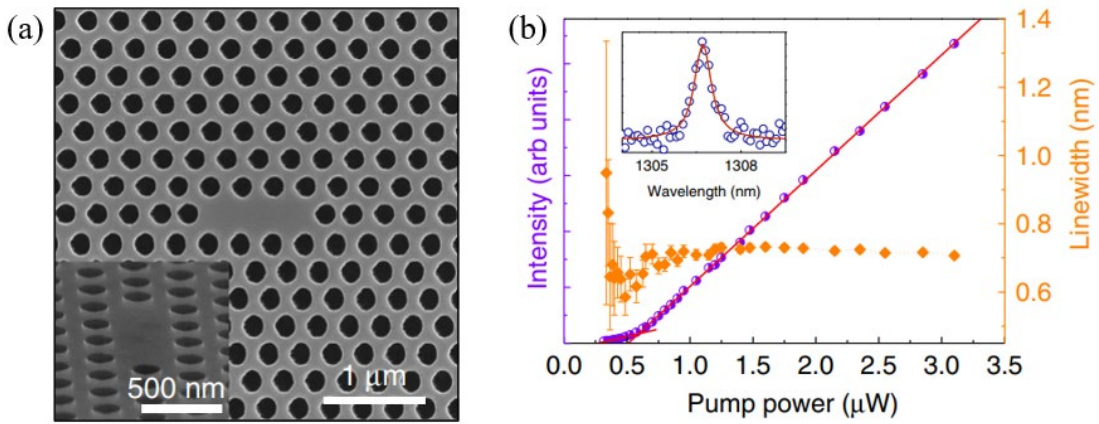 (a)
500 nm
1 μm
(b)
Intensity (arb units)
1305
1308
Wavelength (nm)
0.0
0.5
1.0
1.5
2.0
2.5
3.0
3.5
Pump power (μW)
1.4
1.2
1.0
0.8
0.6
Linewidth (nm)